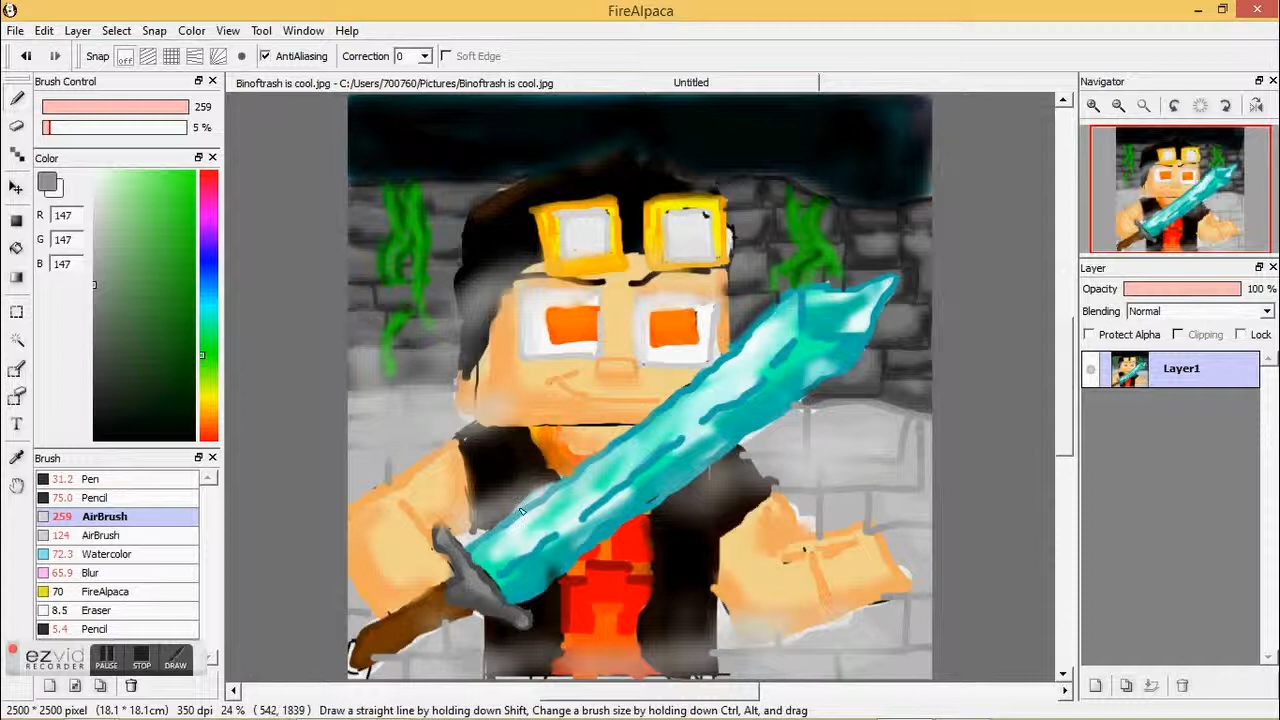 FireAlpaca
File Edit Layer Select Snap Color View Tool Window Help
Snap off AntiAliasing Correction 0 Soft Edge
Brush Control
259
5 %
Color
R 147
G 147
B 147
Brush
31.2 Pen
75.0 Pencil
259 AirBrush
124 AirBrush
72.3 Watercolor
65.9 Blur
70 FireAlpaca
8.5 Eraser
5.4 Pencil
ezvid
RECORDER
PAUSE STOP DRAW
Binoftrash is cool.jpg - C:/Users/700760/Pictures/Binoftrash is cool.jpg Untitled
Navigator
Layer
Opacity 100 %
Blending Normal
Protect Alpha Clipping Lock
Layer1
2500 * 2500 pixel (18.1 * 18.1cm) 350 dpi 24 % ( 542, 1839 ) Draw a straight line by holding down Shift, Change a brush size by holding down Ctrl, Alt, and drag